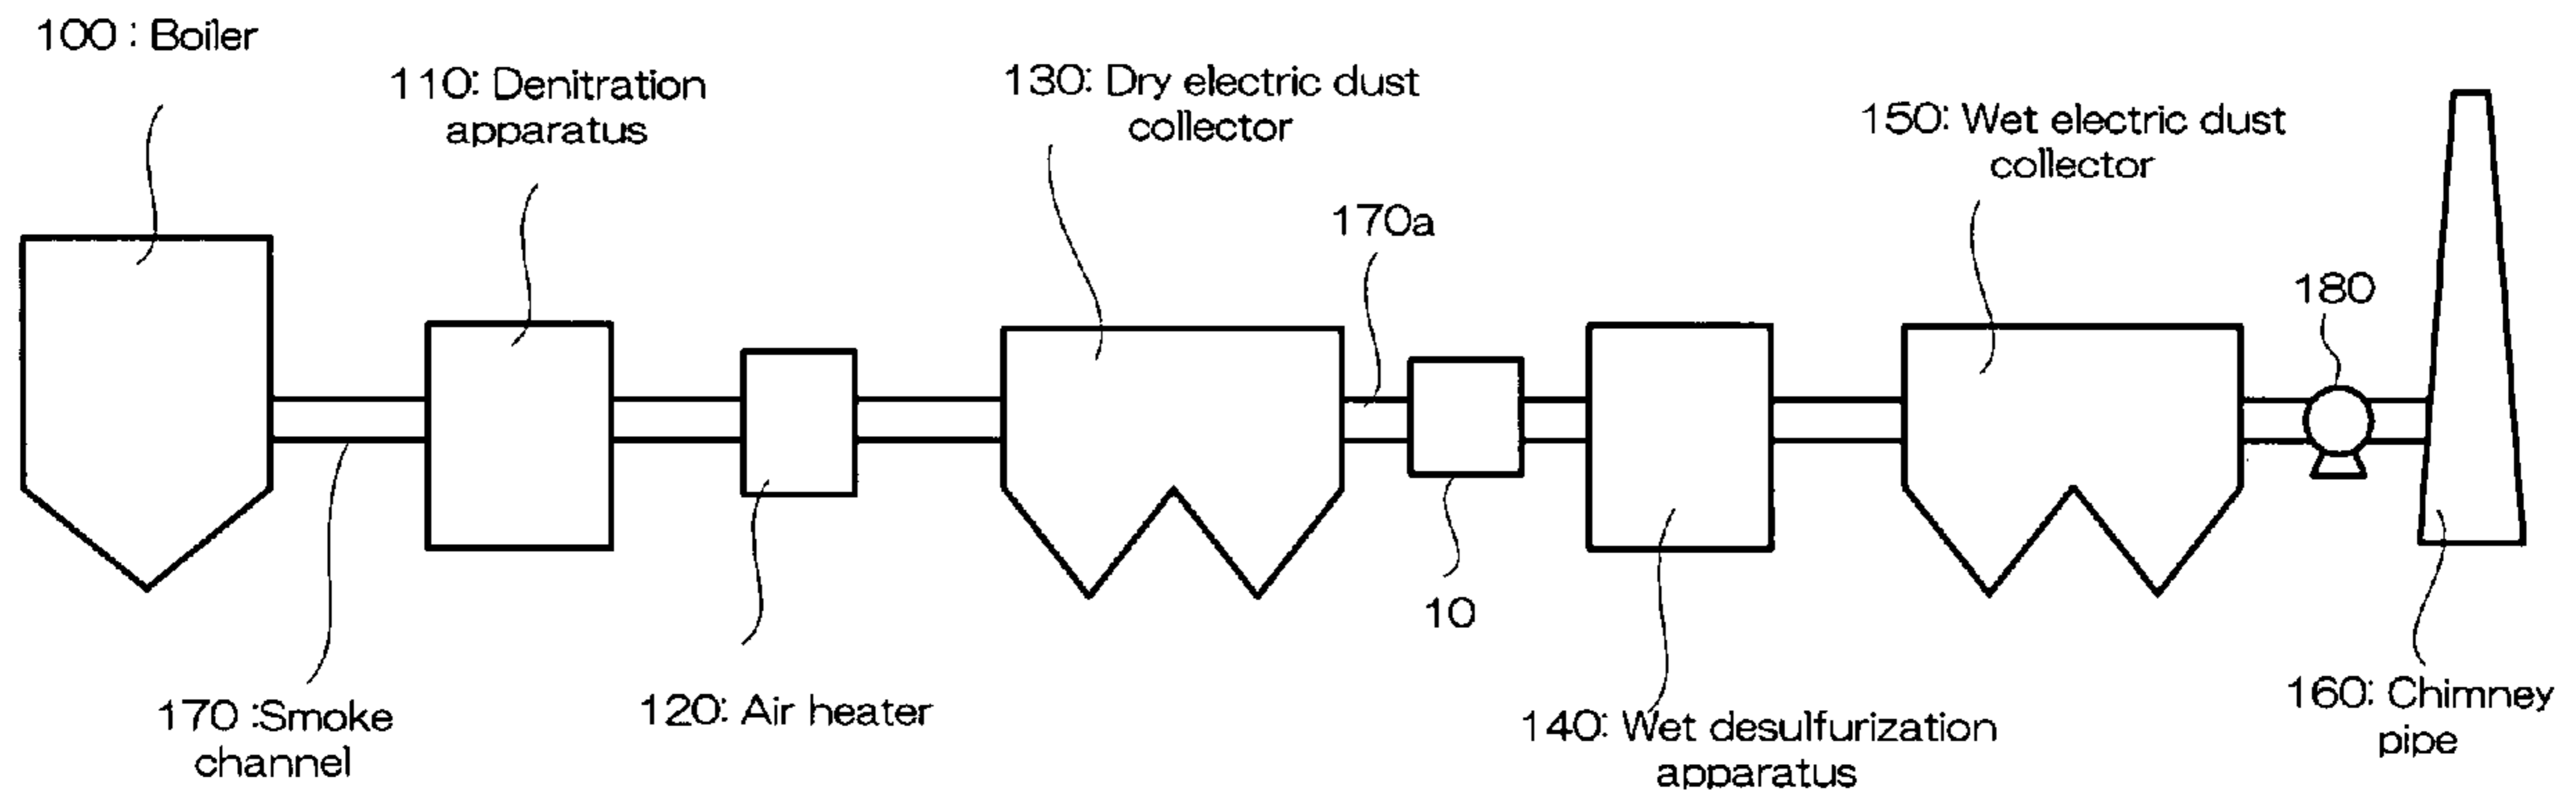 100 : Boiler
110: Denitration
apparatus
130: Dry electric dust
collector
150: Wet electric dust
collector
170a
180
10
170 :Smoke
channel
120: Air heater
140: Wet desulfurization
apparatus
160: Chimney
pipe